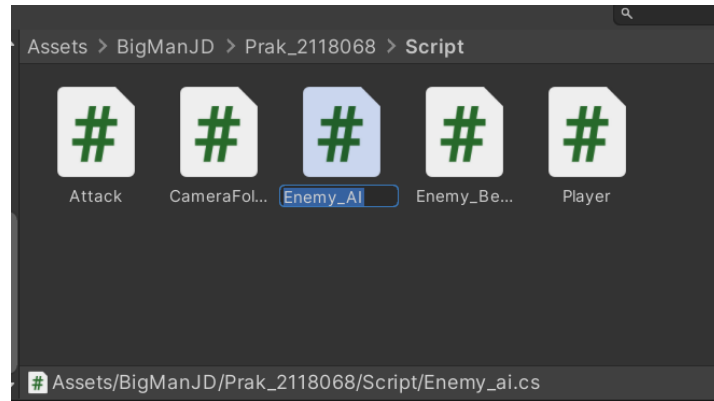 Assets > BigManJD > Prak_2118068 > Script
Attack CameraFol... Enemy_AI Enemy_Be... Player
Assets/BigManJD/Prak_2118068/Script/Enemy_ai.cs